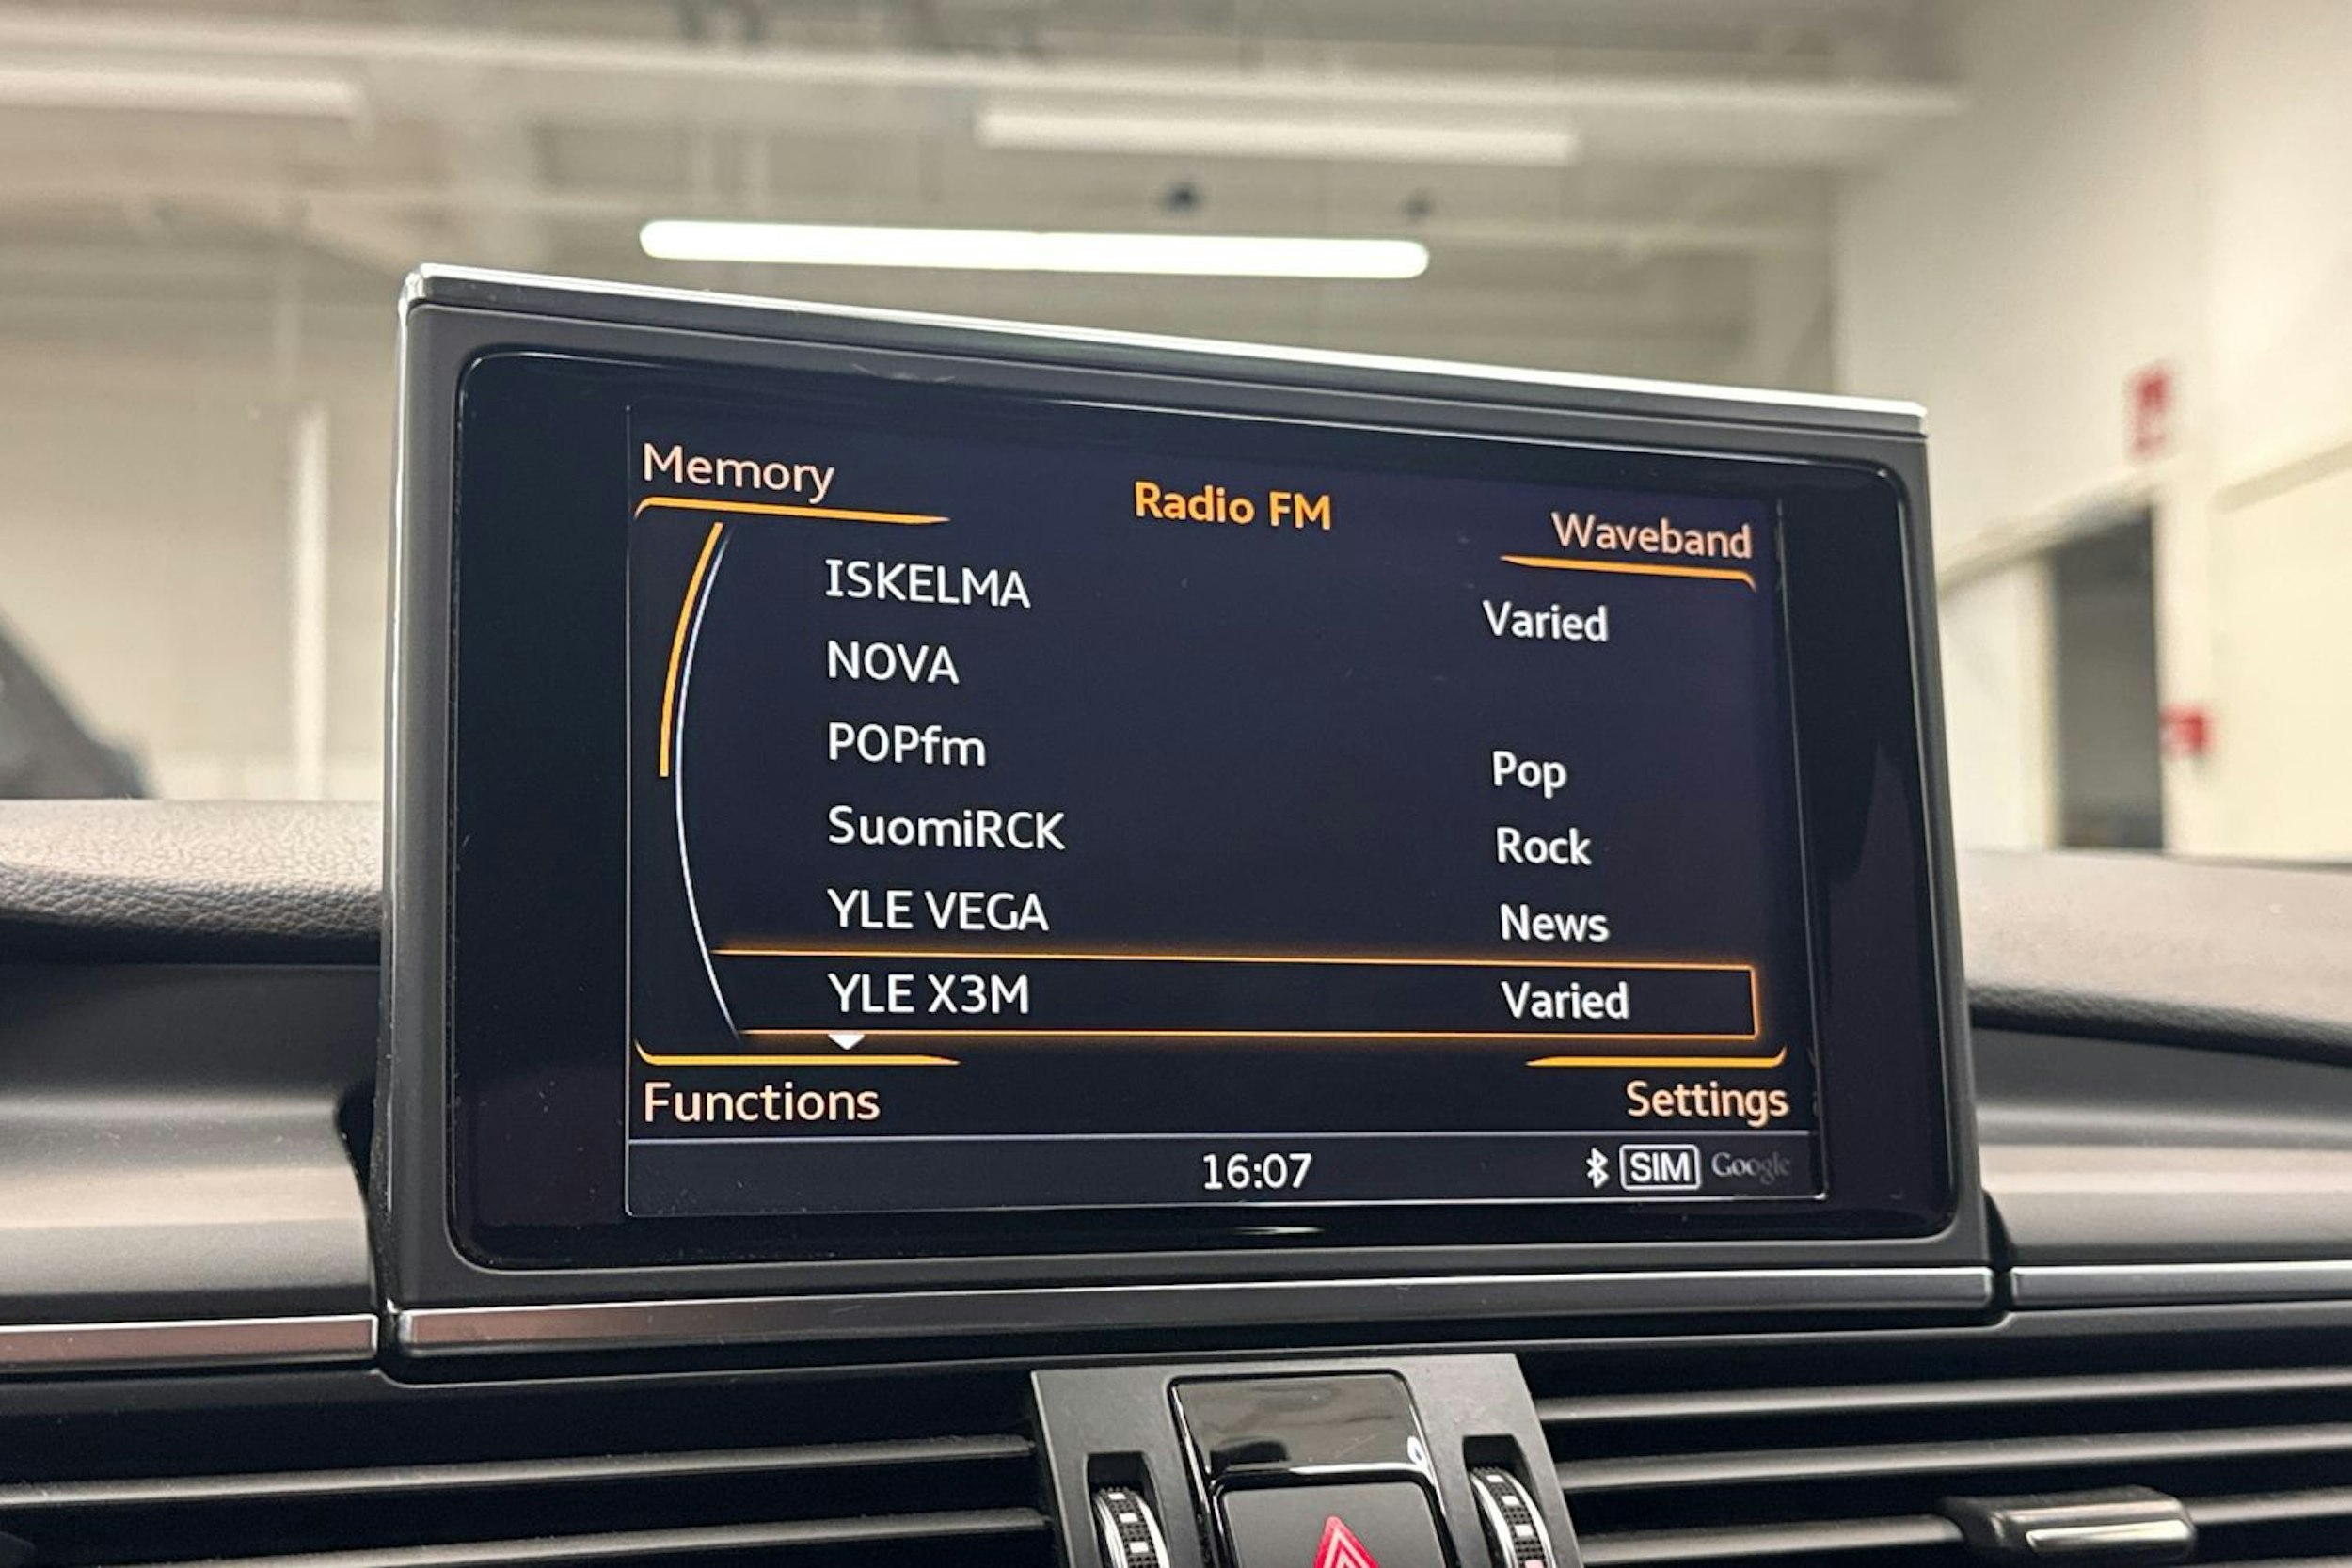 Memory
Radio FM
Waveband
ISKELMA Varied
NOVA
POPfm Pop
SuomiRCK Rock
YLE VEGA News
YLE X3M Varied
Functions
Settings
16:07 SIM Google